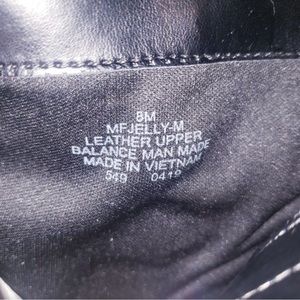 8M
MFJELLY-M
LEATHER UPPER
BALANCE MAN MADE
MADE IN VIETNAM
549 0419